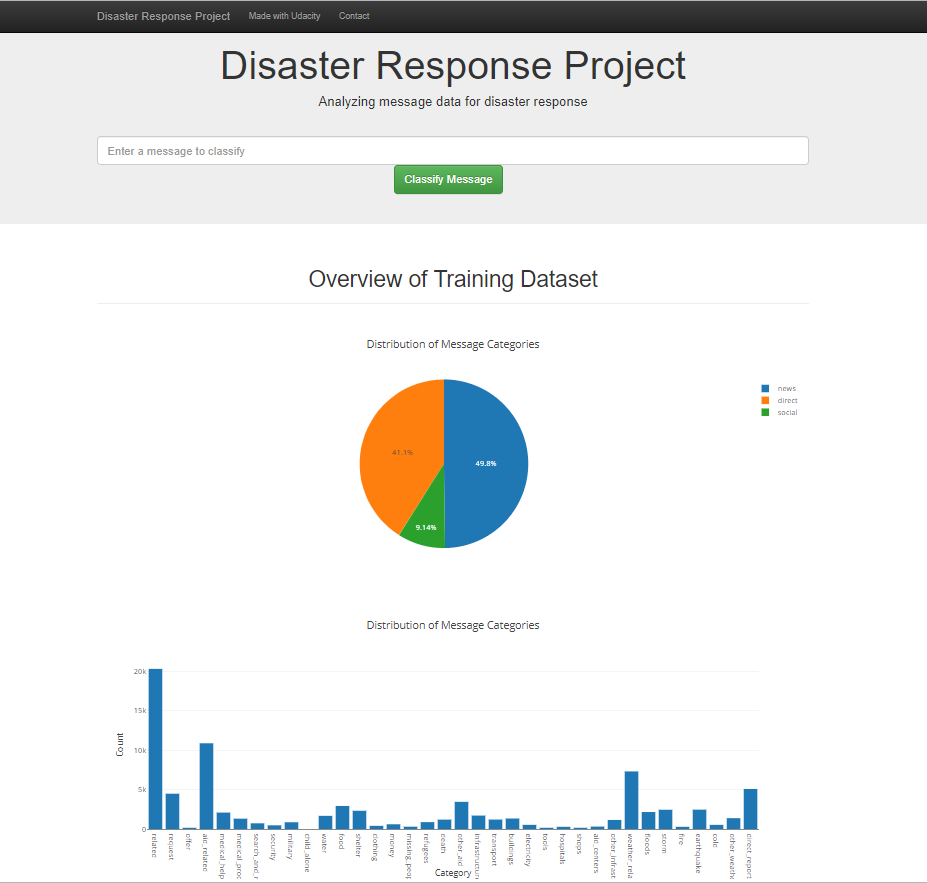 Disaster Response Project Made with Udacity Contact
Disaster Response Project
Analyzing message data for disaster response
Enter a message to classify
Classify Message
Overview of Training Dataset
Distribution of Message Categories
news
direct
social
41.1%
49.8%
9.14%
Distribution of Message Categories
Count
20k
15k
10k
5k
0
related
request
offer
aid_related
medical_help
medical_prod
search_and_r
security
military
child_alone
water
food
shelter
clothing
money
missing_peop
refugees
death
other_aid
infrastructur
transport
buildings
electricity
tools
hospitals
shops
aid_centers
other_infrast
weather_rela
floods
storm
fire
earthquake
cold
other_weathe
direct_report
Category